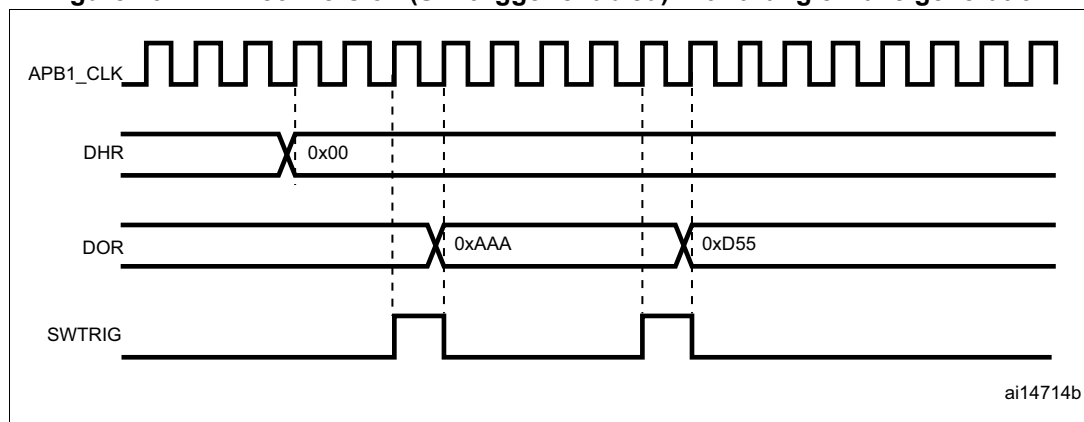 APB1_CLK
DHR
0x00
DOR
0xAAA
0xD55
SWTRIG
ai14714b